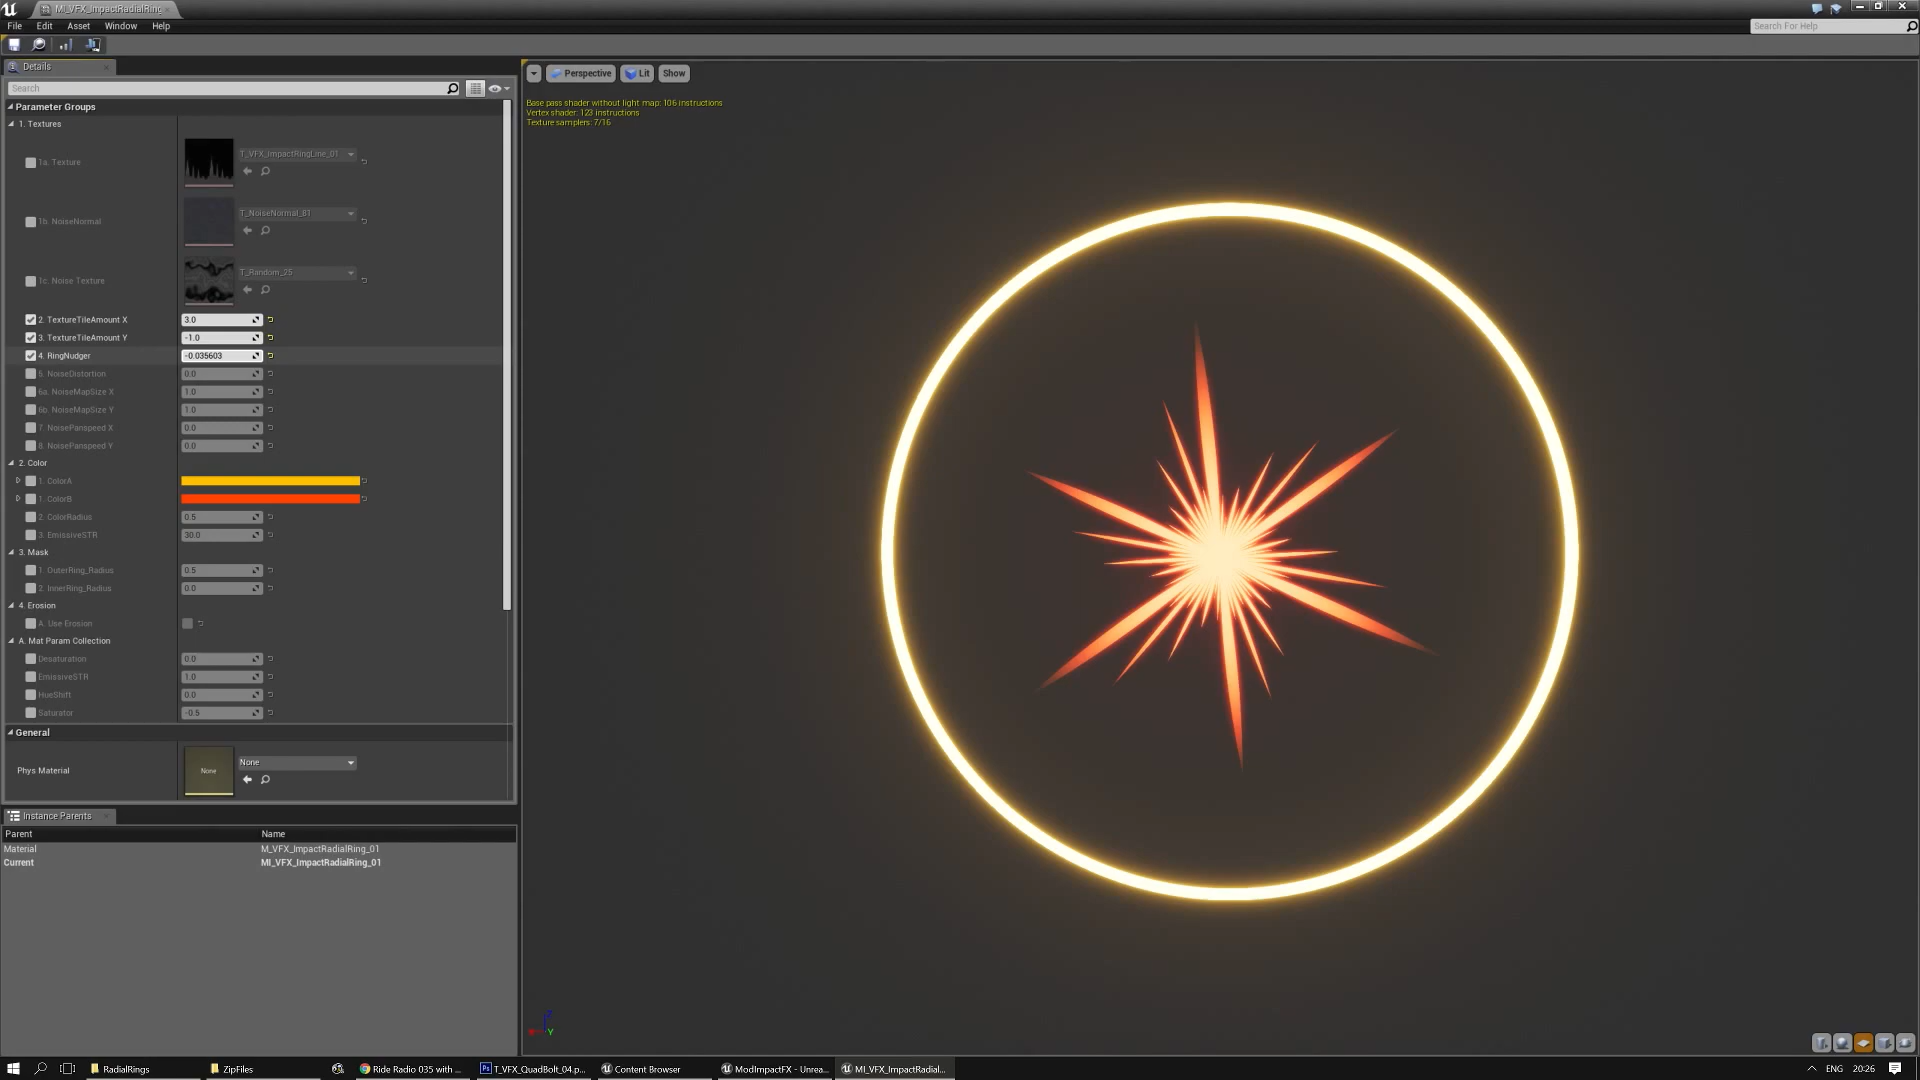 MI_VFX_ImpactRadialRing
File Edit Asset Window Help
Search For Help
Details
Search
Perspective Lit Show
Base pass shader without light map: 106 instructions
Vertex shader: 123 instructions
Texture samplers: 7/16
Parameter Groups
1. Textures
1a. Texture T_VFX_ImpactRingLine_01
1b. NoiseNormal T_NoiseNormal_81
1c. Noise Texture T_Random_25
2. TextureTileAmount X 3.0
3. TextureTileAmount Y -1.0
4. RingNudger -0.035603
5. NoiseDistortion 0.0
6a. NoiseMapSize X 1.0
6b. NoiseMapSize Y 1.0
7. NoisePanspeed X 0.0
8. NoisePanspeed Y 0.0
2. Color
1. ColorA
1. ColorB
2. ColorRadius 0.5
3. EmissiveSTR 30.0
3. Mask
1. OuterRing_Radius 0.5
2. InnerRing_Radius 0.0
4. Erosion
A. Use Erosion
A. Mat Param Collection
Desaturation 0.0
EmissiveSTR 1.0
HueShift 0.0
Saturator -0.5
General
Phys Material None None
Instance Parents
Parent Name
Material M_VFX_ImpactRadialRing_01
Current MI_VFX_ImpactRadialRing_01
Z
Y
RadialRings ZipFiles Ride Radio 035 with ... Ps T_VFX_QuadBolt_04.p... Content Browser ModImpactFX - Unrea... MI_VFX_ImpactRadial... ENG 20:26